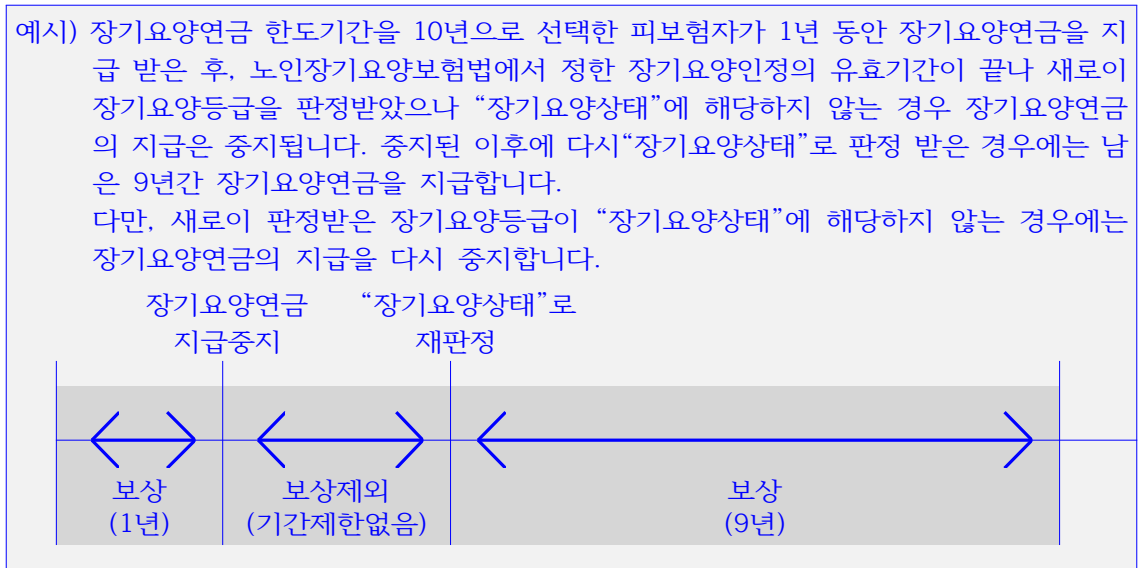 예시) 장기요양연금 한도기간을 10년으로 선택한 피보험자가 1년 동안 장기요양연금을 지
급 받은 후, 노인장기요양보험법에서 정한 장기요양인정의 유효기간이 끝나 새로이
장기요양등급을 판정받았으나 “장기요양상태”에 해당하지 않는 경우 장기요양연금
의 지급은 중지됩니다. 중지된 이후에 다시“장기요양상태”로 판정 받은 경우에는 남
은 9년간 장기요양연금을 지급합니다.
다만, 새로이 판정받은 장기요양등급이 “장기요양상태”에 해당하지 않는 경우에는
장기요양연금의 지급을 다시 중지합니다.
장기요양연금 “장기요양상태”로
지급중지 재판정
보상 보상제외 보상
(1년) (기간제한없음) (9년)